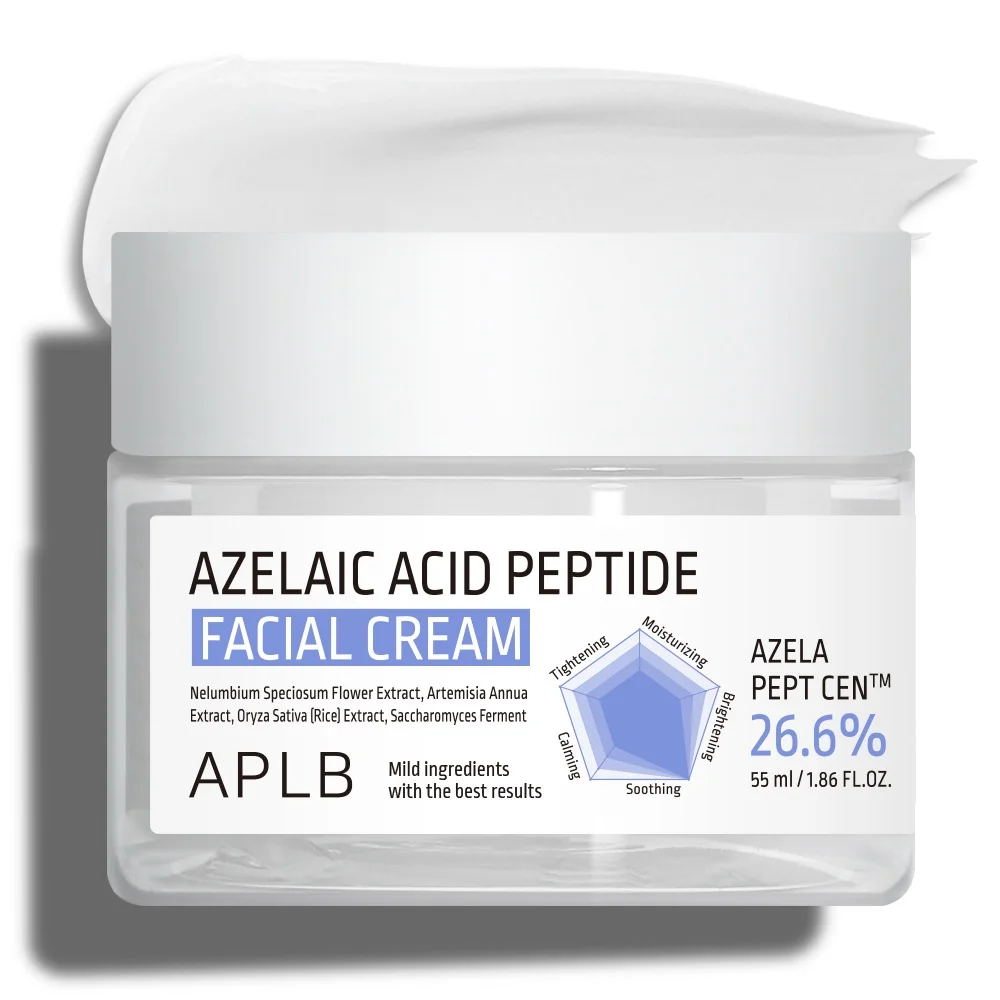 AZELAIC ACID PEPTIDE
FACIAL CREAM
Nelumbium Speciosum Flower Extract, Artemisia Annua
Extract, Oryza Sativa (Rice) Extract, Saccharomyces Ferment
APLB
Mild ingredients
with the best results
Tightening
Moisturizing
Brightening
Soothing
Calming
AZELA
PEPT CEN™
26.6%
55 ml / 1.86 FL.OZ.